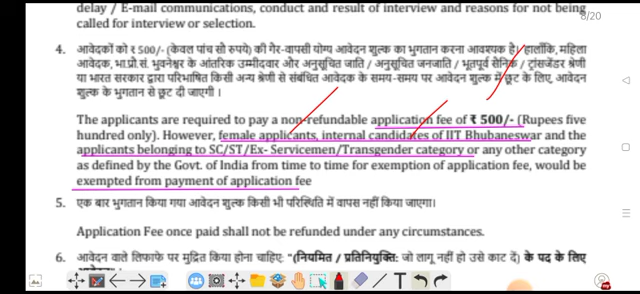 delay / E-mail communications, conduct and result of interview and reasons for not being
called for interview or selection.
8/20
4. आवेदकों को ₹ 500/- (केवल पांच सौ रुपये) की गैर-वापसी योग्य आवेदन शुल्क का भुगतान करना आवश्यक है। हालांकि, महिला
आवेदक, भा.प्रौ.सं. भुवनेश्वर के आंतरिक उम्मीदवार और अनुसूचित जाति / अनुसूचित जनजाति / भूतपूर्व सैनिक / ट्रांसजेंडर श्रेणी
या भारत सरकार द्वारा परिभाषित किसी अन्य श्रेणी से संबंधित आवेदक के समय-समय पर आवेदन शुल्क में छूट के लिए, आवेदन
शुल्क के भुगतान से छूट दी जाएगी ।
The applicants are required to pay a non-refundable application fee of ₹ 500/- (Rupees five
hundred only). However, female applicants, internal candidates of IIT Bhubaneswar and the
applicants belonging to SC/ST/Ex- Servicemen/Transgender category or any other category
as defined by the Govt. of India from time to time for exemption of application fee, would be
exempted from payment of application fee
5. एक बार भुगतान किया गया आवेदन शुल्क किसी भी परिस्थिति में वापस नहीं किया जाएगा।
Application Fee once paid shall not be refunded under any circumstances.
6. आवेदन वाले लिफाफे पर मुद्रित किया होना चाहिए: "(नियमित / प्रतिनियुक्ति: जो लागू नहीं हो उसे काट दें) के पद के लिए